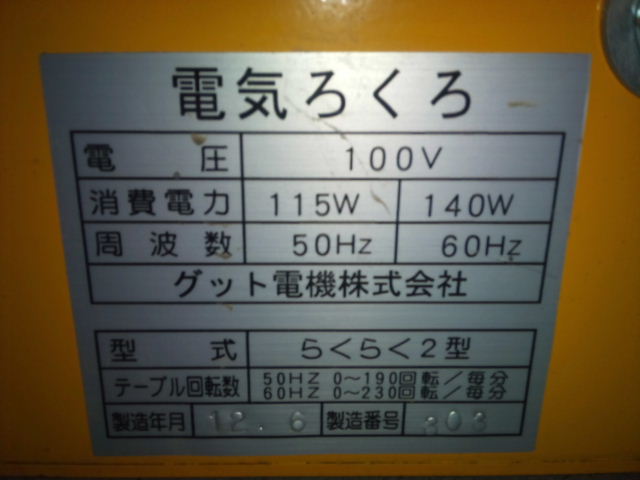 電気ろくろ
電圧 100V
消費電力 115W 140W
周波数 50Hz 60Hz
グット電機株式会社
型式 らくらく2型
テーブル回転数 50HZ 0～190回転／毎分
60HZ 0～230回転／毎分
製造年月 12.6 製造番号 303